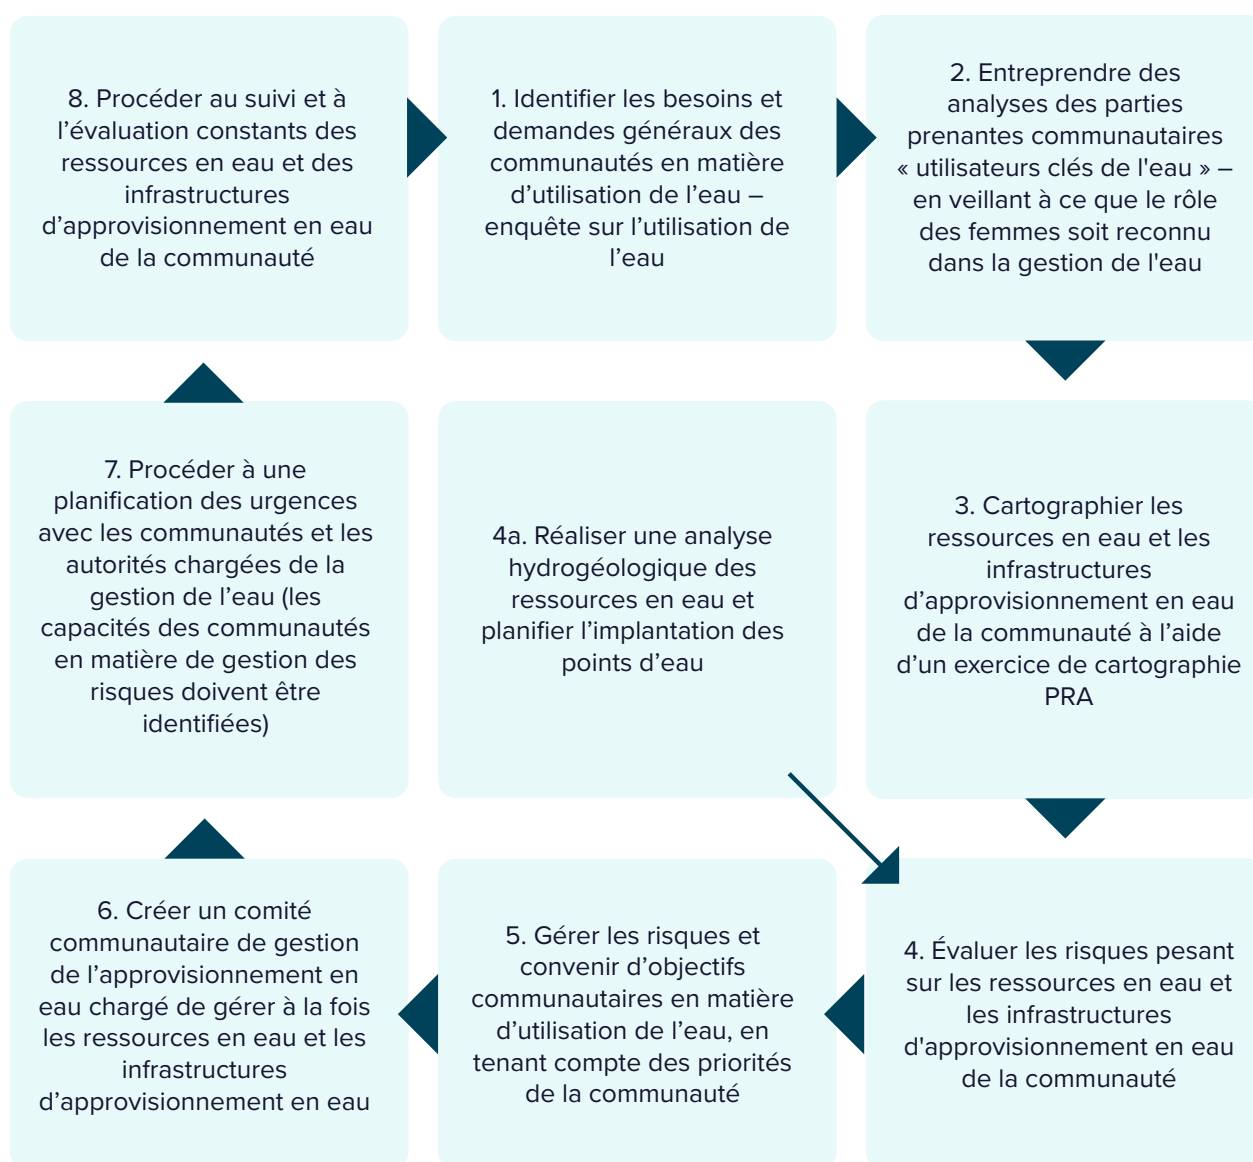 8. Procéder au suivi et à
l’évaluation constants des
ressources en eau et des
infrastructures
d’approvisionnement en eau
de la communauté
1. Identifier les besoins et
demandes généraux des
communautés en matière
d’utilisation de l’eau –
enquête sur l’utilisation de
l’eau
2. Entreprendre des
analyses des parties
prenantes communautaires
« utilisateurs clés de l'eau » –
en veillant à ce que le rôle
des femmes soit reconnu
dans la gestion de l'eau
7. Procéder à une
planification des urgences
avec les communautés et les
autorités chargées de la
gestion de l’eau (les
capacités des communautés
en matière de gestion des
risques doivent être
identifiées)
4a. Réaliser une analyse
hydrogéologique des
ressources en eau et
planifier l’implantation des
points d’eau
3. Cartographier les
ressources en eau et les
infrastructures
d’approvisionnement en eau
de la communauté à l’aide
d’un exercice de cartographie
PRA
6. Créer un comité
communautaire de gestion
de l’approvisionnement en
eau chargé de gérer à la fois
les ressources en eau et les
infrastructures
d’approvisionnement en eau
5. Gérer les risques et
convenir d’objectifs
communautaires en matière
d’utilisation de l’eau, en
tenant compte des priorités
de la communauté
4. Évaluer les risques pesant
sur les ressources en eau et
les infrastructures
d'approvisionnement en eau
de la communauté